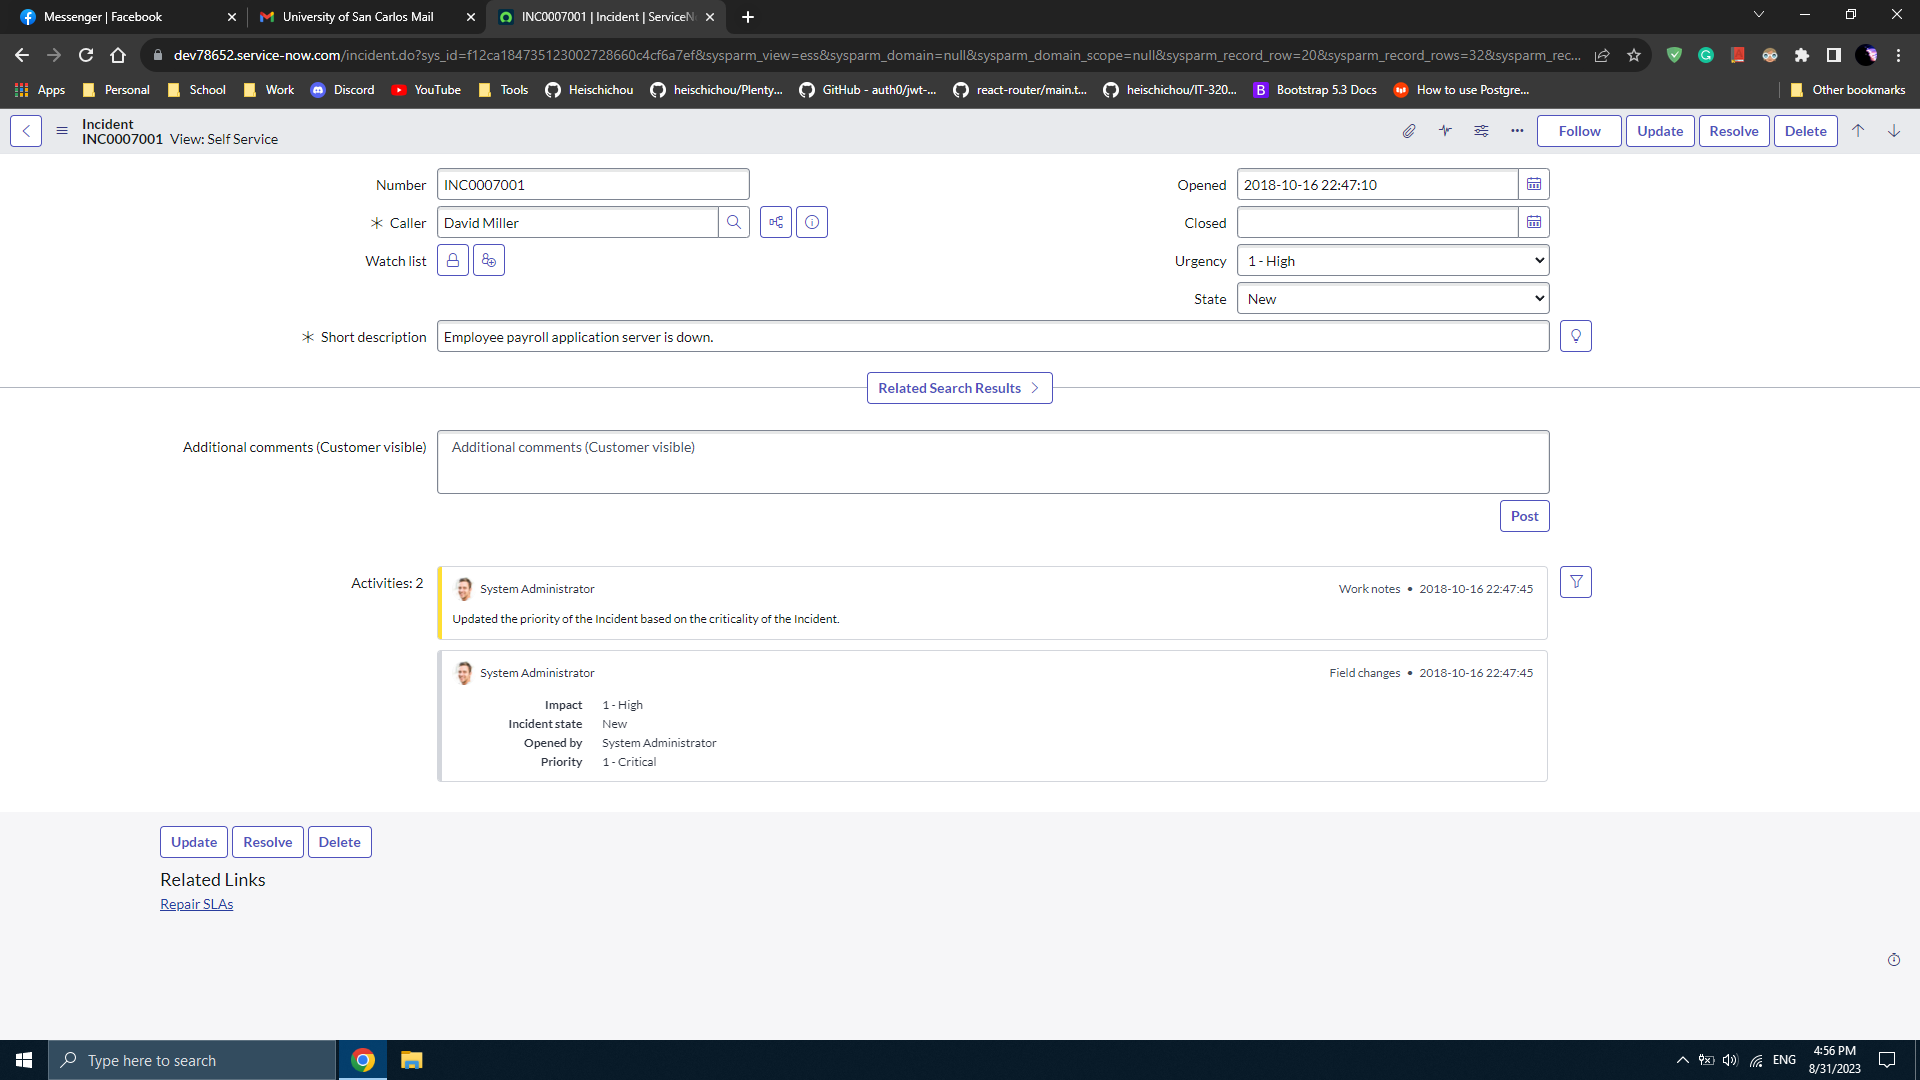 Messenger | Facebook
University of San Carlos Mail
INC0007001 | Incident | ServiceN
dev78652.service-now.com/incident.do?sys_id=f12ca184735123002728660c4cf6a7ef&sysparm_view=ess&sysparm_domain=null&sysparm_domain_scope=null&sysparm_record_row=20&sysparm_record_rows=32&sysparm_rec...
Apps
Personal
School
Work
Discord
YouTube
Tools
Heischichou
heischichou/Plenty...
GitHub - auth0/jwt-...
react-router/main.t...
heischichou/IT-320...
B
Bootstrap 5.3 Docs
How to use Postgre...
Other bookmarks
Incident
INC0007001 View: Self Service
Follow
Update
Resolve
Delete
Number
INC0007001
Opened
2018-10-16 22:47:10
Caller
David Miller
Closed
Watch list
Urgency
1 - High
State
New
Short description
Employee payroll application server is down.
Related Search Results
Additional comments (Customer visible)
Additional comments (Customer visible)
Post
Activities: 2
System Administrator
Work notes • 2018-10-16 22:47:45
Updated the priority of the Incident based on the criticality of the Incident.
System Administrator
Field changes • 2018-10-16 22:47:45
Impact 1 - High
Incident state New
Opened by System Administrator
Priority 1 - Critical
Update
Resolve
Delete
Related Links
Repair SLAs
Type here to search
ENG
4:56 PM
8/31/2023